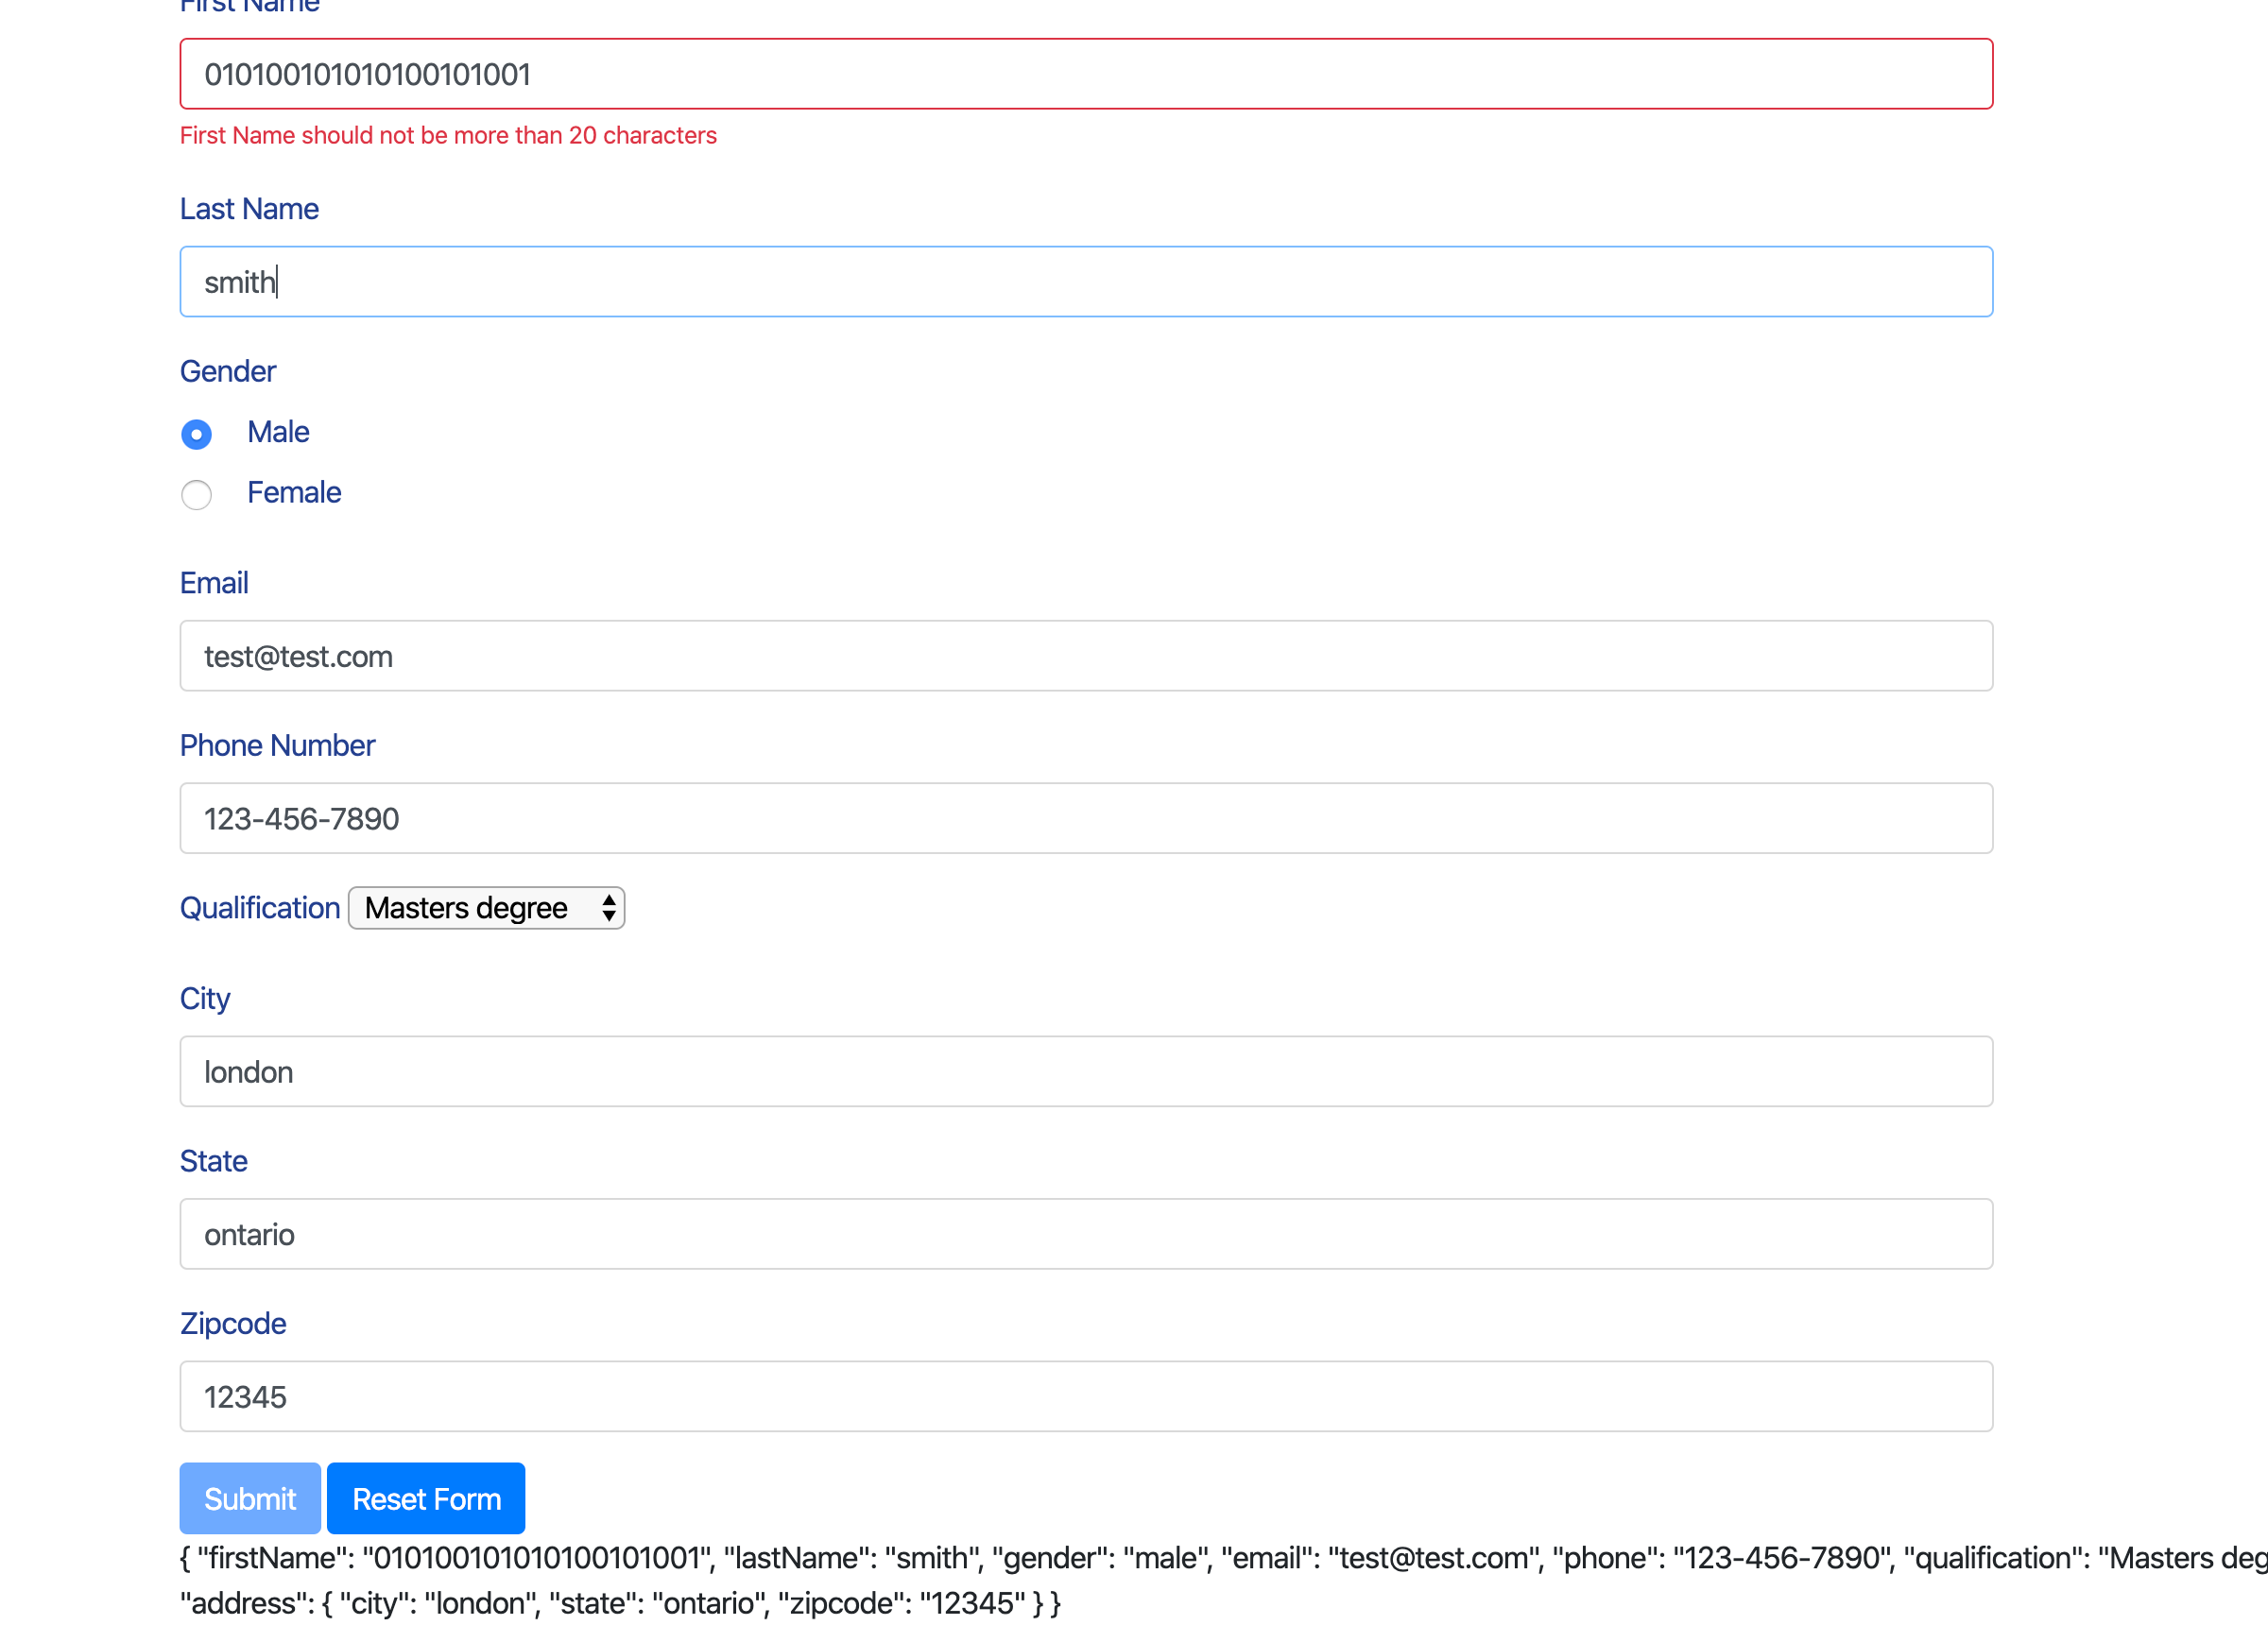 First Name
010100101010100101001
First Name should not be more than 20 characters
Last Name
smith
Gender
Male
Female
Email
test@test.com
Phone Number
123-456-7890
Qualification Masters degree
City
london
State
ontario
Zipcode
12345
Submit Reset Form
{ "firstName": "010100101010100101001", "lastName": "smith", "gender": "male", "email": "test@test.com", "phone": "123-456-7890", "qualification": "Masters deg
"address": { "city": "london", "state": "ontario", "zipcode": "12345" } }